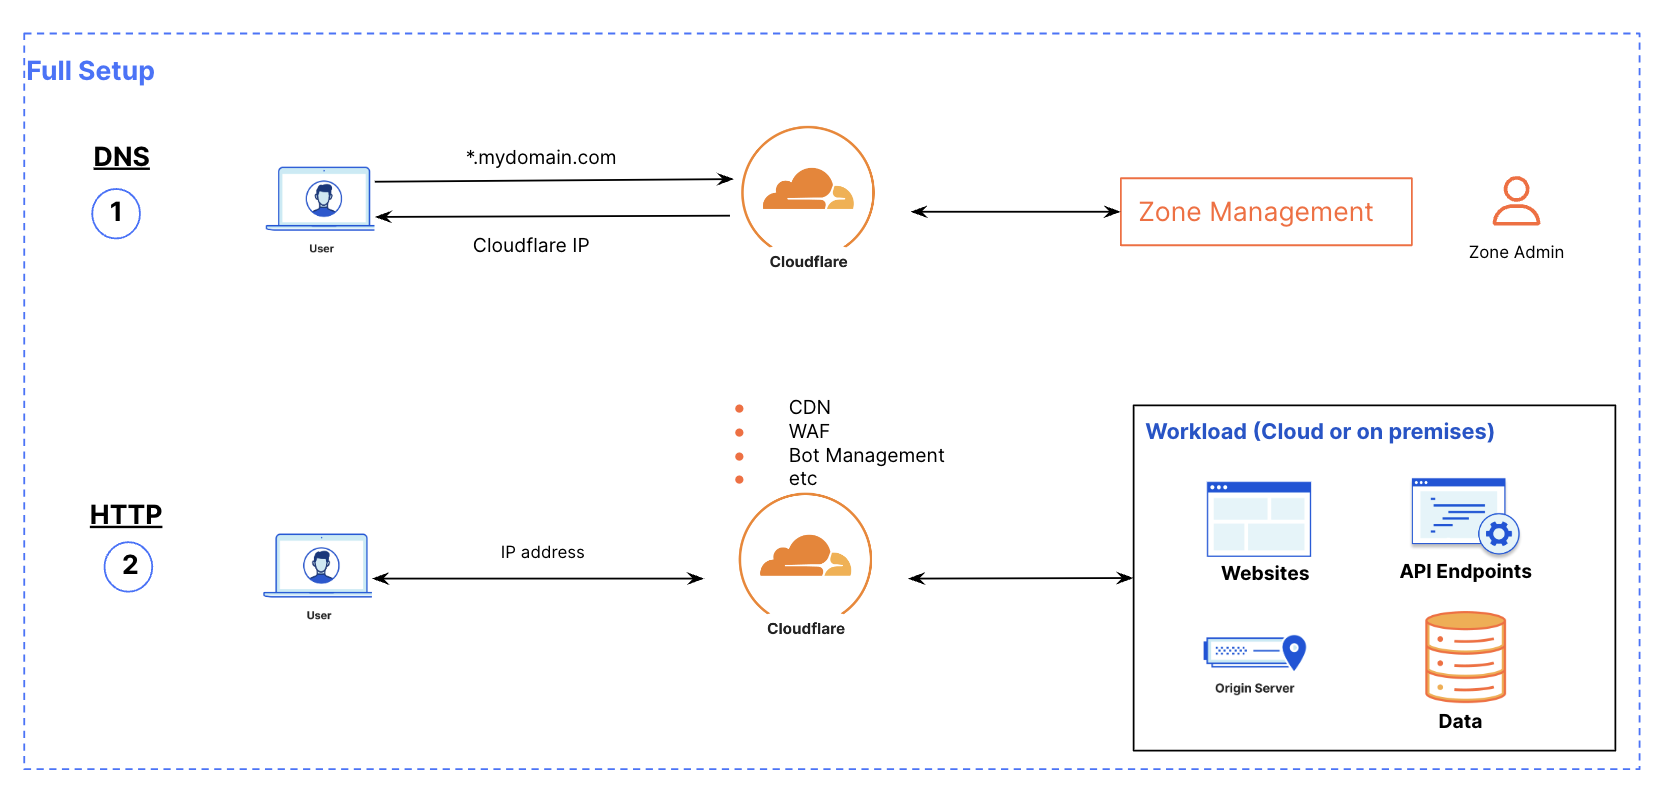 Full Setup
DNS
1
*.mydomain.com
Cloudflare IP
User
Cloudflare
Zone Management
Zone Admin
CDN
WAF
Bot Management
etc
HTTP
2
IP address
User
Cloudflare
Workload (Cloud or on premises)
Websites
API Endpoints
Origin Server
Data